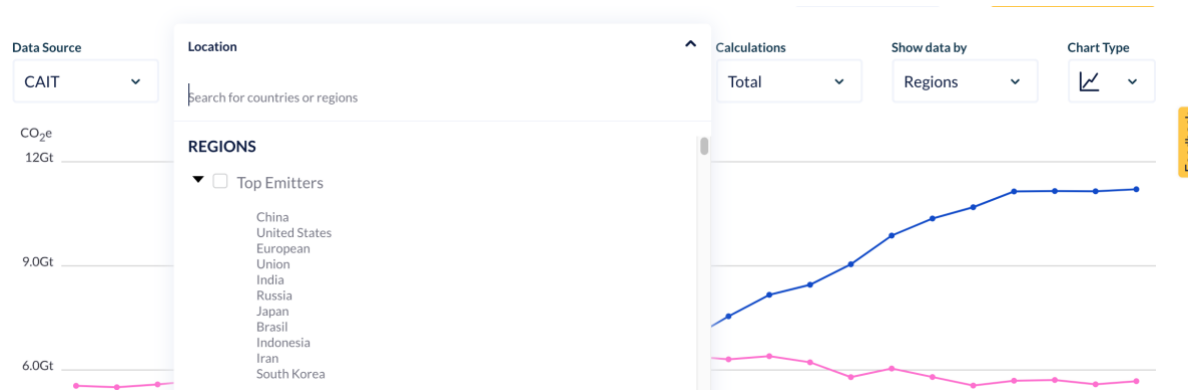 Data Source
Location
Calculations
Show data by
Chart Type
CAIT
Search for countries or regions
Total
Regions
CO2e
12Gt
REGIONS
Top Emitters
China
United States
European
Union
India
Russia
Japan
Brasil
Indonesia
Iran
South Korea
9.0Gt
6.0Gt